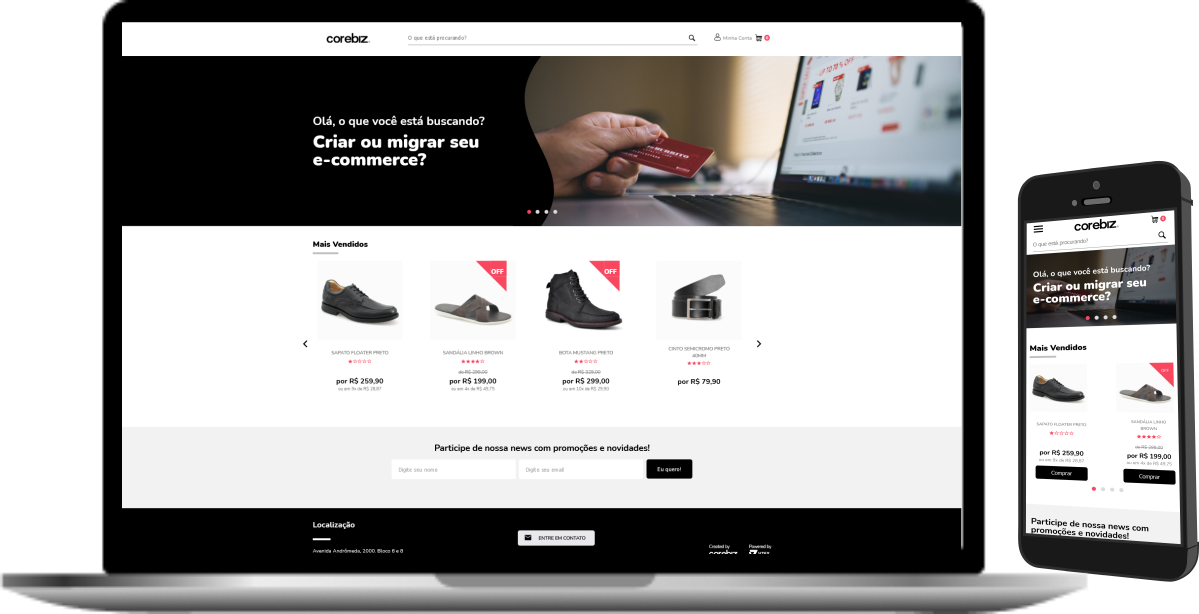 corebiz.
O que está procurando?
Minha Conta
0
Olá, o que você está buscando?
Criar ou migrar seu
e-commerce?
Mais Vendidos
OFF
OFF
SAPATO FLOATER PRETO
por R$ 259,90
ou em 9x de R$ 28,87
SANDÁLIA LINHO BROWN
de R$ 299,00
por R$ 199,00
ou em 4x de R$ 49,75
BOTA MUSTANG PRETO
de R$ 329,00
por R$ 299,00
ou em 10x de R$ 29,90
CINTO SEMICROMO PRETO
40MM
por R$ 79,90
Participe de nossa news com promoções e novidades!
Digite seu nome
Digite seu email
Eu quero!
Localização
Avenida Andrômeda, 2000. Bloco 6 e 8
ENTRE EM CONTATO
Created by
corebiz
Powered by
VTEX
corebiz.
0
O que está procurando?
Olá, o que você está buscando?
Criar ou migrar seu
e-commerce?
Mais Vendidos
OFF
SAPATO FLOATER PRETO
por R$ 259,90
ou em 9x de R$ 28,87
Comprar
SANDÁLIA LINHO
BROWN
de R$ 299,00
por R$ 199,00
ou em 4x de R$ 49,75
Comprar
Participe de nossa news com
promoções e novidades!